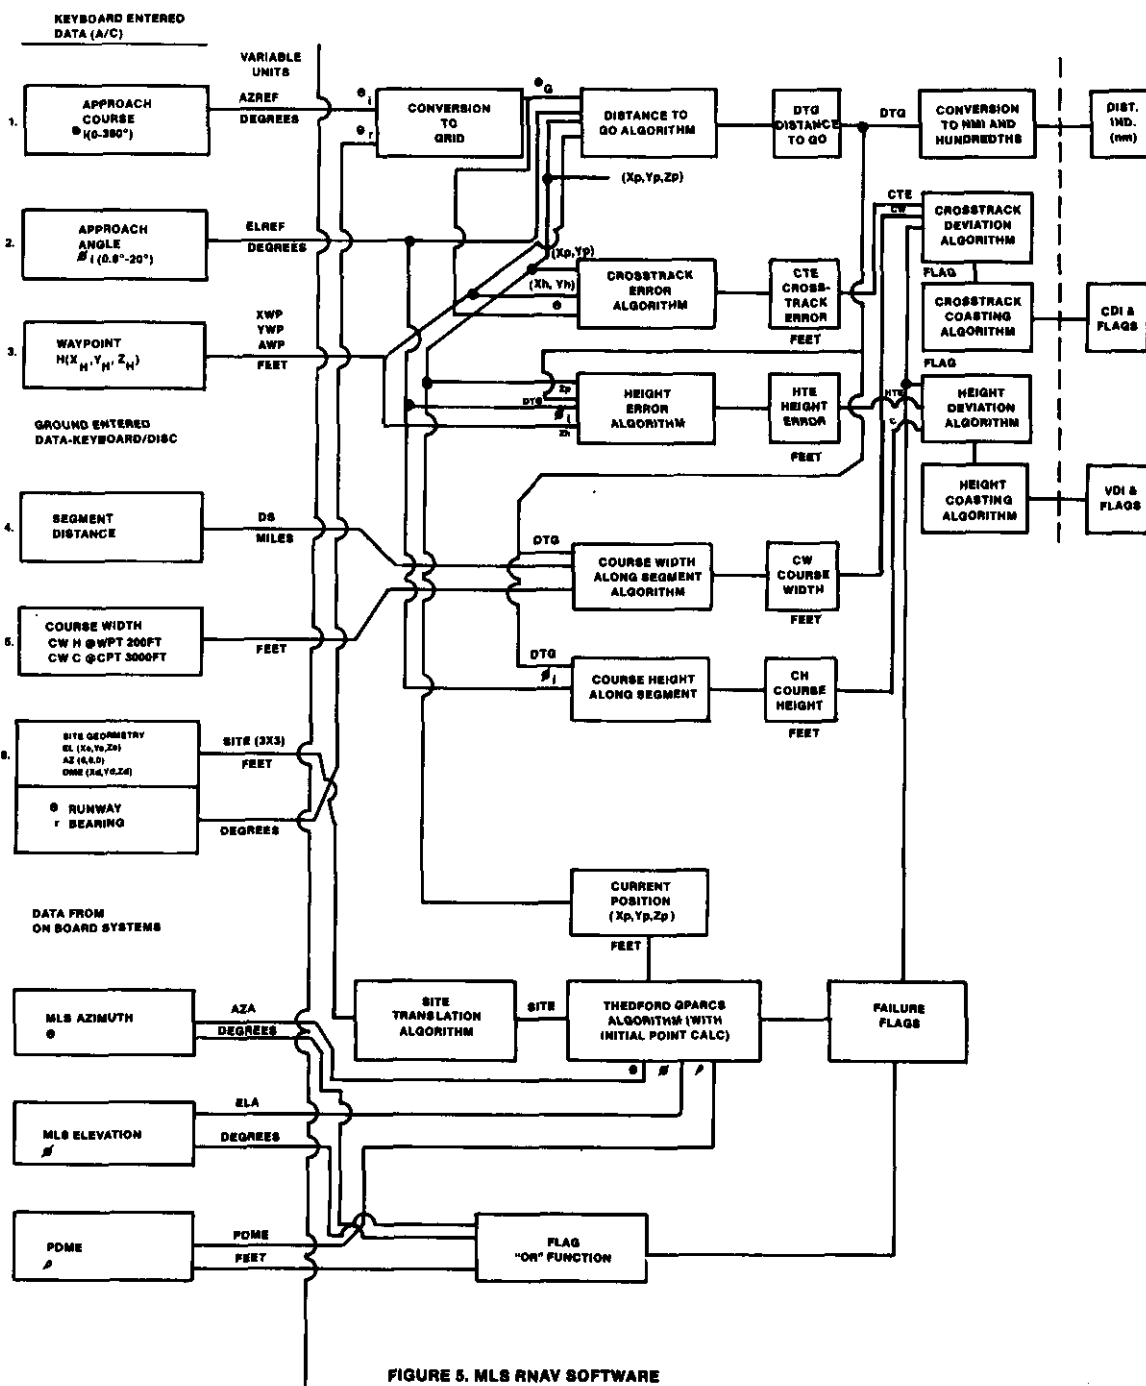 KEYBOARD ENTERED
DATA (A/C)
VARIABLE
UNITS
1.
APPROACH
COURSE
Θ i(0-360°)
AZREF
DEGREES
Θ i
Θ r
CONVERSION
TO
GRID
Θ G
DISTANCE TO
GO ALGORITHM
DTG
DISTANCE
TO GO
DTG
CONVERSION
TO NMI AND
HUNDREDTHS
DIST.
IND.
(nm)
(Xp,Yp,Zp)
2.
APPROACH
ANGLE
Ø i (0.8°-20°)
ELREF
DEGREES
(Xp,Yp)
(Xh, Yh)
Θ
CROSSTRACK
ERROR
ALGORITHM
CTE
CROSS-
TRACK
ERROR
FEET
CTE
CW
CROSSTRACK
DEVIATION
ALGORITHM
FLAG
CROSSTRACK
COASTING
ALGORITHM
CDI &
FLAGS
3.
WAYPOINT
H(X H, Y H, Z H)
XWP
YWP
AWP
FEET
FLAG
Zp
DTG
Ø i
Zh
HEIGHT
ERROR
ALGORITHM
HTE
HEIGHT
ERROR
FEET
HTE
HEIGHT
DEVIATION
ALGORITHM
HEIGHT
COASTING
ALGORITHM
VDI &
FLAGS
GROUND ENTERED
DATA-KEYBOARD/DISC
4.
SEGMENT
DISTANCE
DS
MILES
DTG
COURSE WIDTH
ALONG SEGMENT
ALGORITHM
CW
COURSE
WIDTH
FEET
5.
COURSE WIDTH
CW H @WPT 200FT
CW C @CPT 3000FT
FEET
DTG
Ø i
COURSE HEIGHT
ALONG SEGMENT
CH
COURSE
HEIGHT
FEET
6.
SITE GEORMETRY
EL (Xe,Ye,Ze)
AZ (0,0,0)
DME (Xd,Yd,Zd)
SITE (3X3)
FEET
Θ RUNWAY
r BEARING
DEGREES
DATA FROM
ON BOARD SYSTEMS
CURRENT
POSITION
(Xp,Yp,Zp)
FEET
MLS AZIMUTH
Θ
AZA
DEGREES
SITE
TRANSLATION
ALGORITHM
SITE
THEDFORD GPARCS
ALGORITHM (WITH
INITIAL POINT CALC)
Θ Ø ρ
FAILURE
FLAGS
MLS ELEVATION
Ø
ELA
DEGREES
PDME
ρ
PDME
FEET
FLAG
"OR" FUNCTION
FIGURE 5. MLS RNAV SOFTWARE